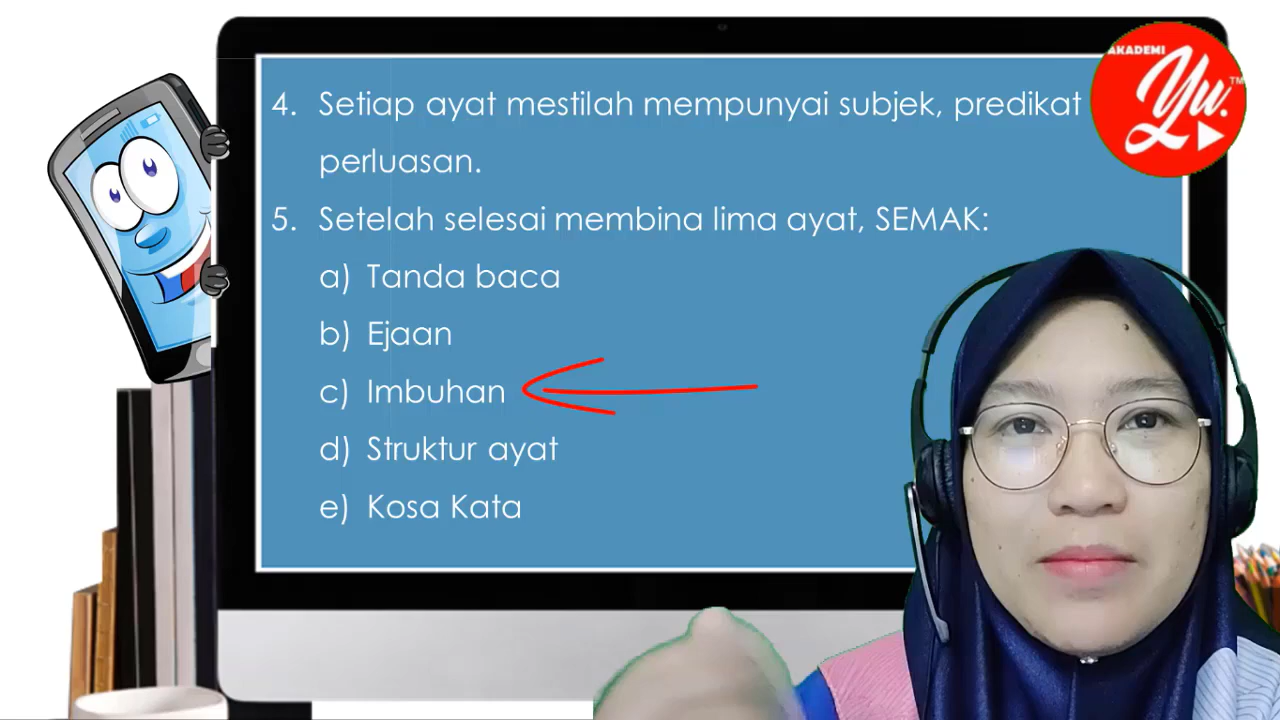 AKADEMI
Yu.
TM
4. Setiap ayat mestilah mempunyai subjek, predikat
perluasan.
5. Setelah selesai membina lima ayat, SEMAK:
a) Tanda baca
b) Ejaan
c) Imbuhan
d) Struktur ayat
e) Kosa Kata